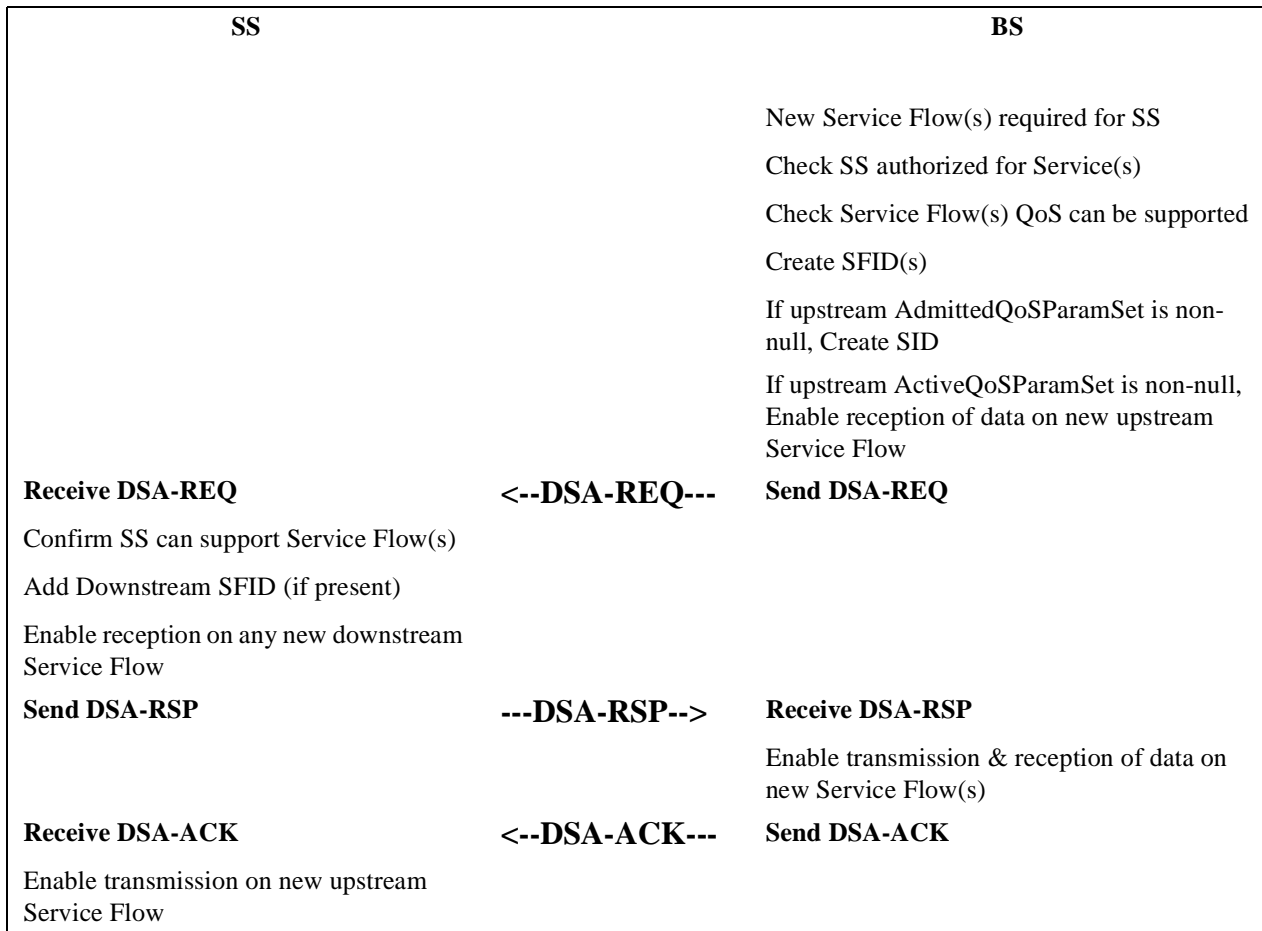 SS BS
New Service Flow(s) required for SS
Check SS authorized for Service(s)
Check Service Flow(s) QoS can be supported
Create SFID(s)
If upstream AdmittedQoSParamSet is non-
null, Create SID
If upstream ActiveQoSParamSet is non-null,
Enable reception of data on new upstream
Service Flow
Receive DSA-REQ <--DSA-REQ--- Send DSA-REQ
Confirm SS can support Service Flow(s)
Add Downstream SFID (if present)
Enable reception on any new downstream
Service Flow
Send DSA-RSP ---DSA-RSP--> Receive DSA-RSP
Enable transmission & reception of data on
new Service Flow(s)
Receive DSA-ACK <--DSA-ACK--- Send DSA-ACK
Enable transmission on new upstream
Service Flow